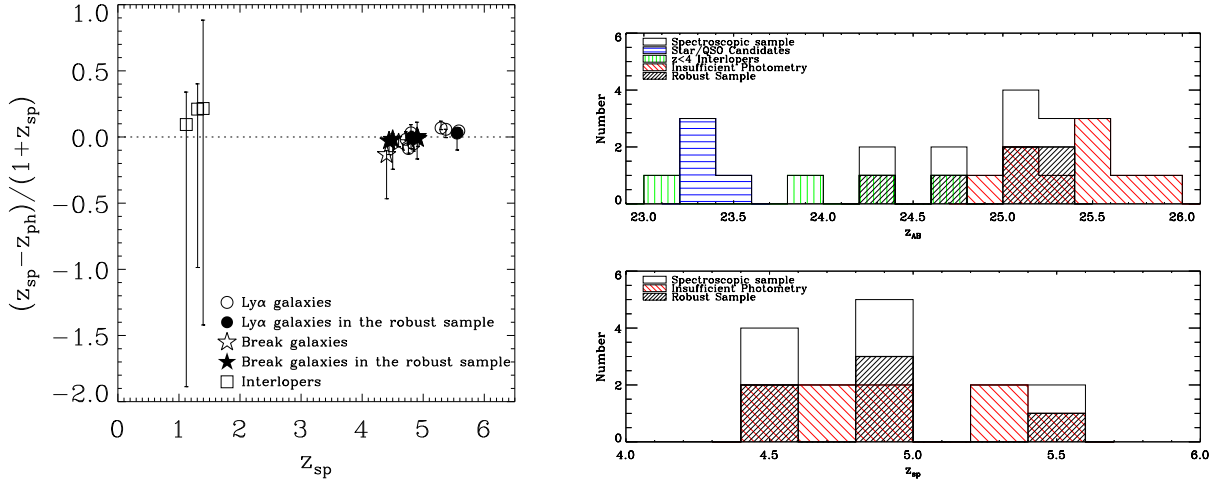 1.0
0.5
0.0
−0.5
−1.0
−1.5
−2.0
(z_sp−z_ph)/(1+z_sp)
Lyα galaxies
Lyα galaxies in the robust sample
Break galaxies
Break galaxies in the robust sample
Interlopers
0 1 2 3 4 5 6
z_sp
6
4
2
0
Number
Spectroscopic sample
Star/QSO Candidates
z<4 Interlopers
Insufficient Photometry
Robust Sample
23.0 23.5 24.0 24.5 25.0 25.5 26.0
z_AB
6
4
2
0
Number
Spectroscopic sample
Insufficient Photometry
Robust Sample
4.0 4.5 5.0 5.5 6.0
z_sp